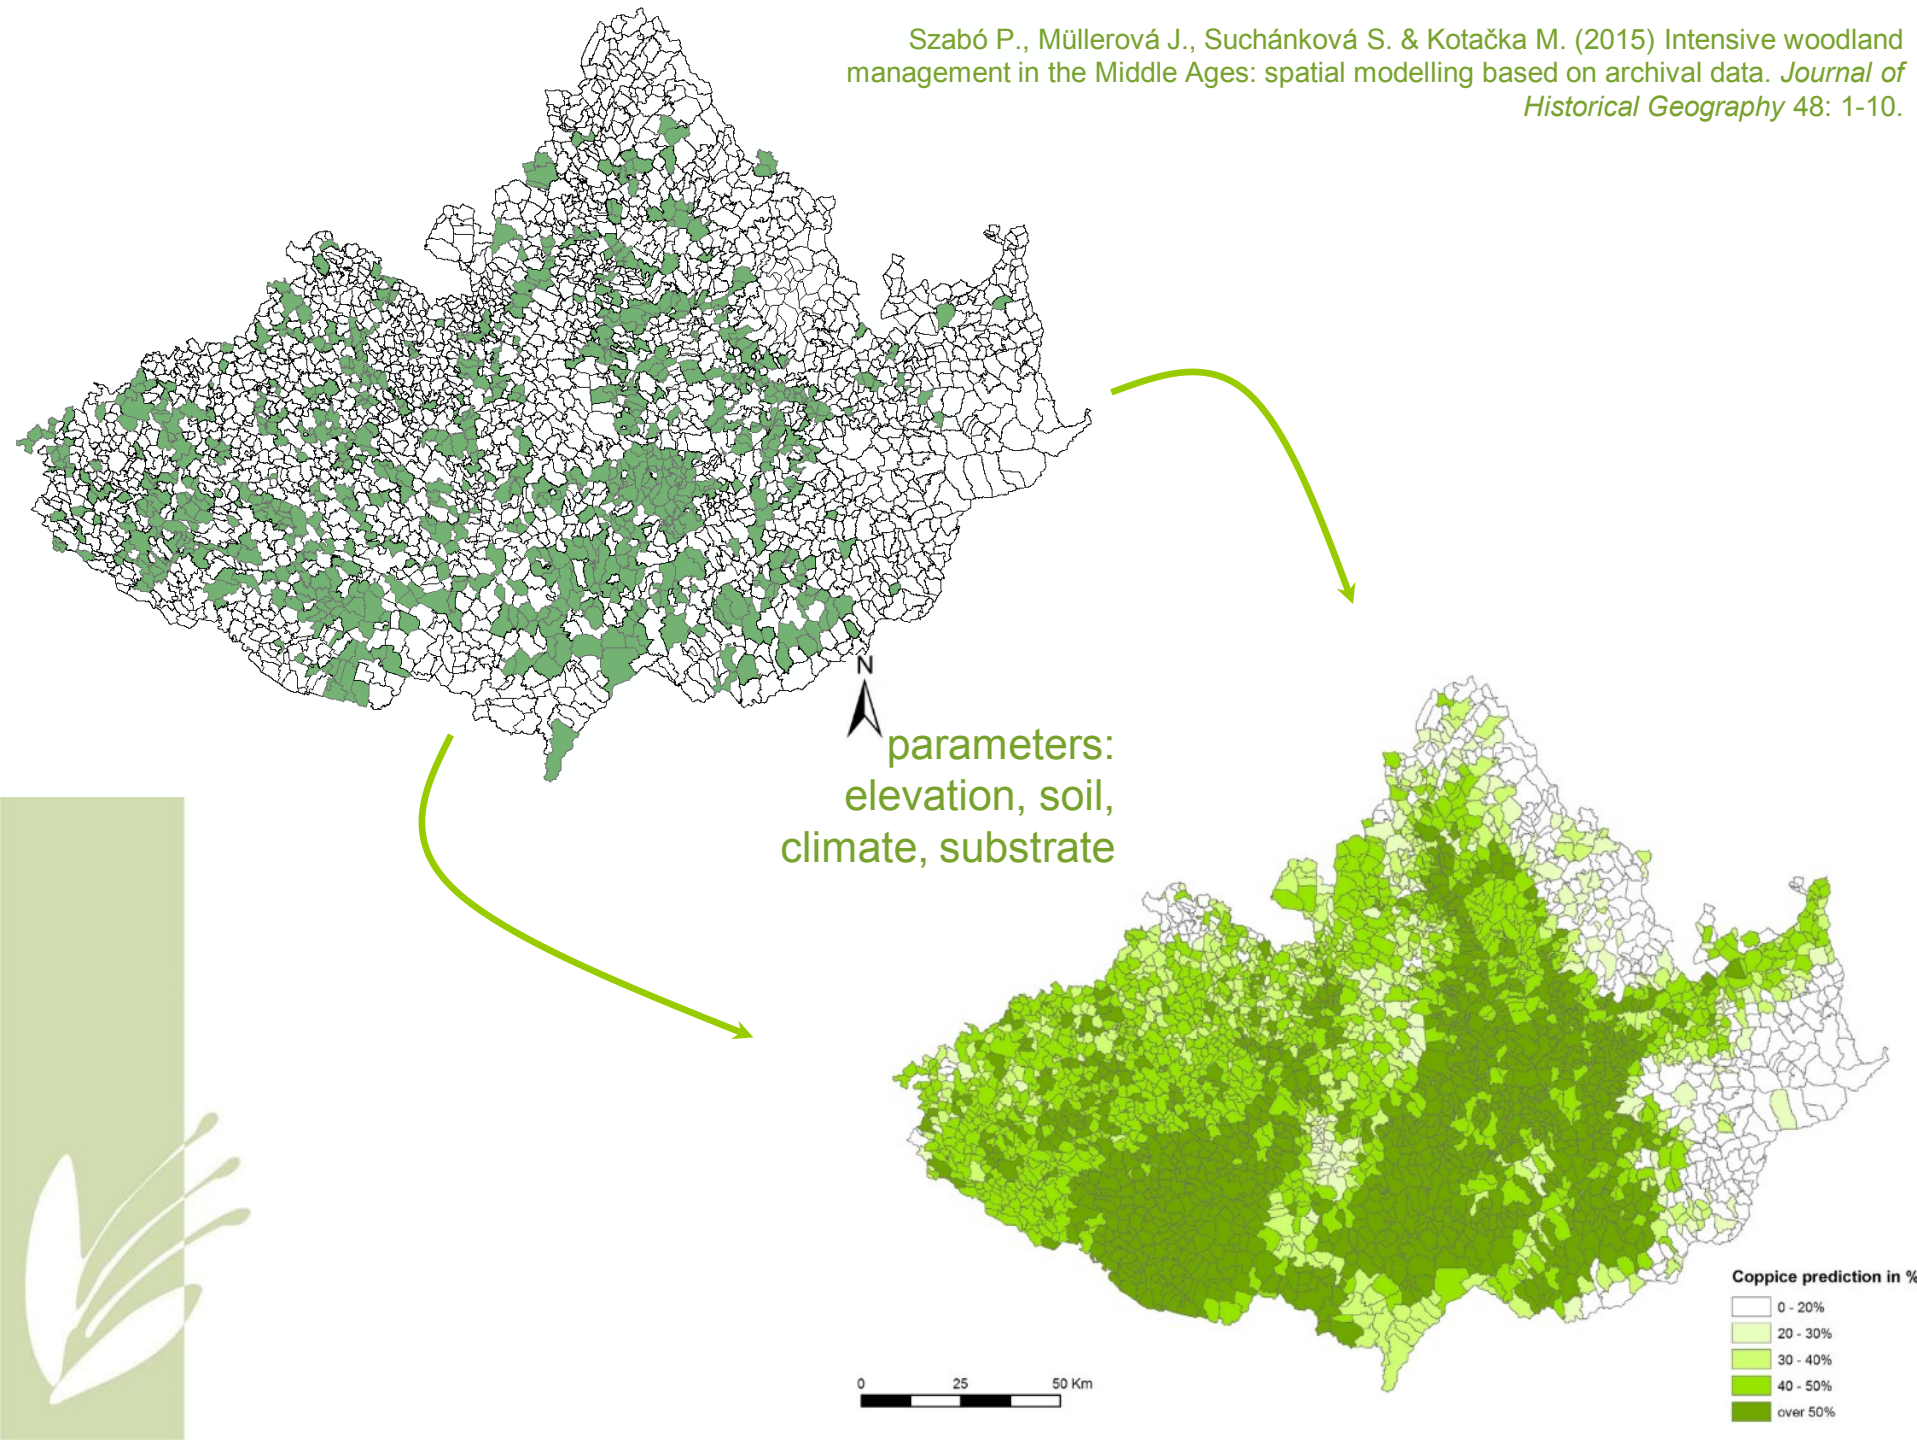 Szabó P., Müllerová J., Suchánková S. & Kotačka M. (2015) Intensive woodland
management in the Middle Ages: spatial modelling based on archival data. Journal of
Historical Geography 48: 1-10.
N
parameters:
elevation, soil,
climate, substrate
Coppice prediction in %
0 - 20%
20 - 30%
30 - 40%
40 - 50%
over 50%
0 25 50 Km